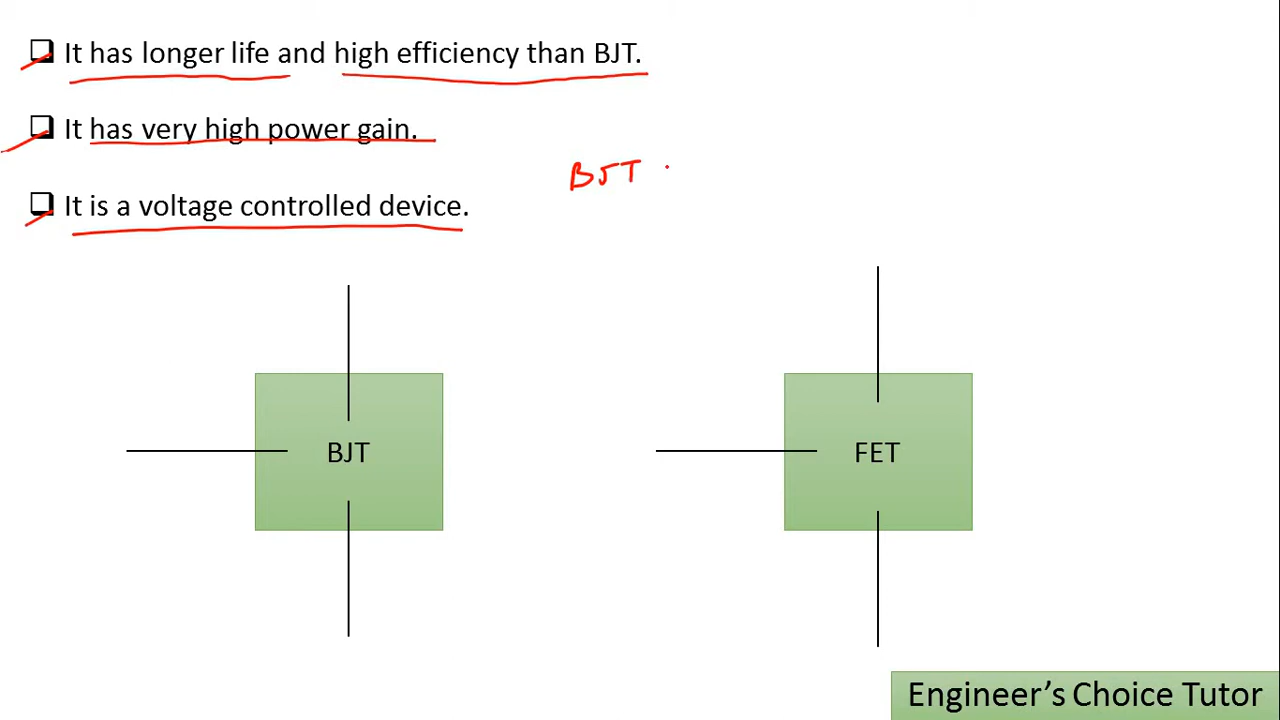 It has longer life and high efficiency than BJT.
It has very high power gain.
BJT
It is a voltage controlled device.
BJT
FET
Engineer's Choice Tutor